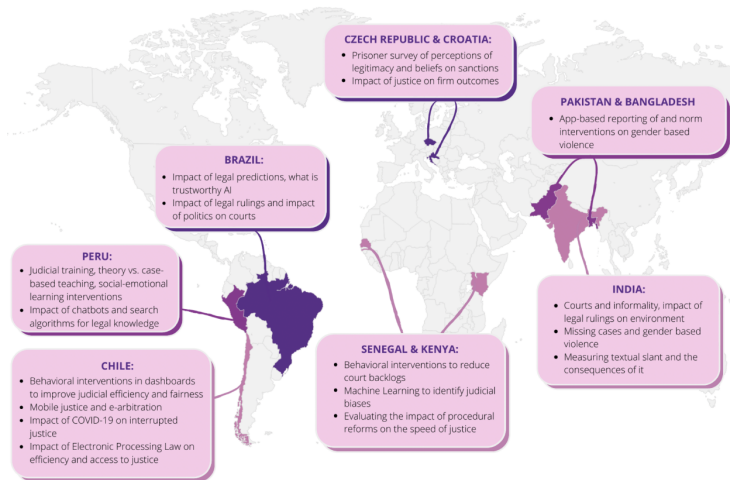 CZECH REPUBLIC & CROATIA:
• Prisoner survey of perceptions of
legitimacy and beliefs on sanctions
• Impact of justice on firm outcomes
PAKISTAN & BANGLADESH
• App-based reporting of and norm
interventions on gender based
violence
BRAZIL:
• Impact of legal predictions, what is
trustworthy AI
• Impact of legal rulings and impact
of politics on courts
PERU:
• Judicial training, theory vs. case-
based teaching, social-emotional
learning interventions
• Impact of chatbots and search
algorithms for legal knowledge
INDIA:
• Courts and informality, impact of
legal rulings on environment
• Missing cases and gender based
violence
• Measuring textual slant and the
consequences of it
CHILE:
• Behavioral interventions in dashboards
to improve judicial efficiency and fairness
• Mobile justice and e-arbitration
• Impact of COVID-19 on interrupted
justice
• Impact of Electronic Processing Law on
efficiency and access to justice
SENEGAL & KENYA:
• Behavioral interventions to reduce
court backlogs
• Machine Learning to identify judicial
biases
• Evaluating the impact of procedural
reforms on the speed of justice